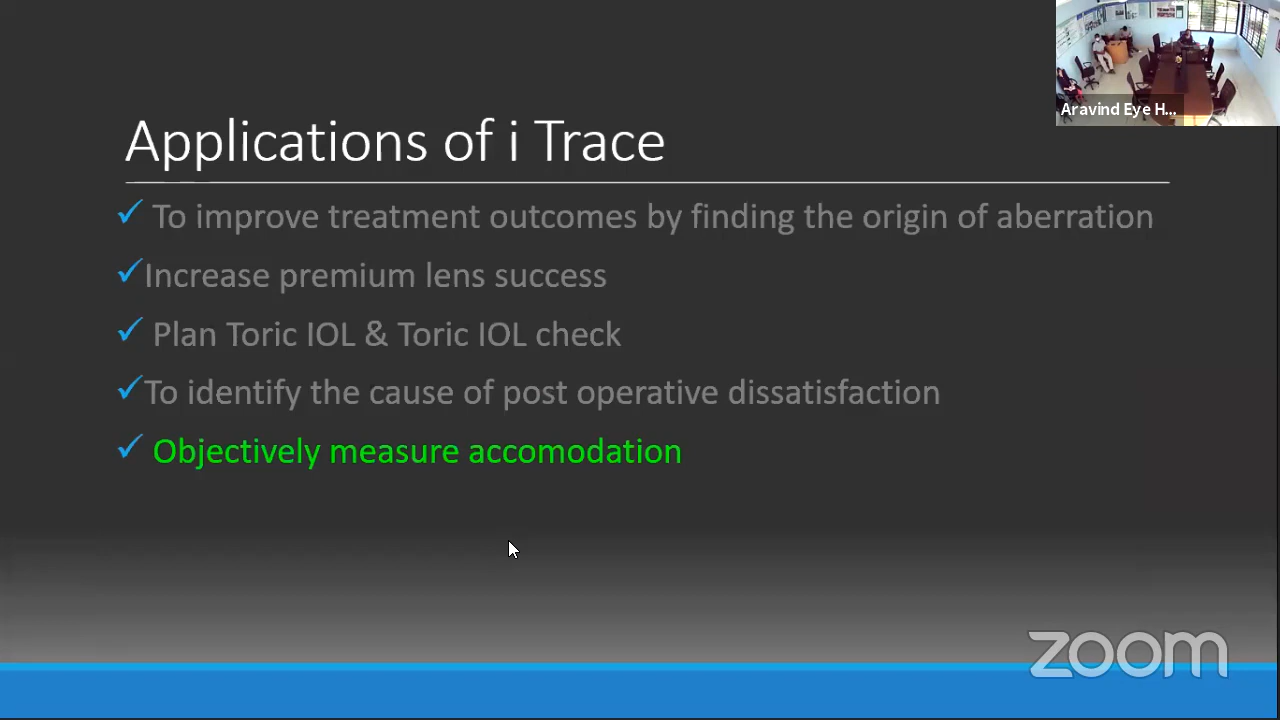 Aravind Eye H...
Applications of i Trace
✓ To improve treatment outcomes by finding the origin of aberration
✓Increase premium lens success
✓ Plan Toric IOL & Toric IOL check
✓To identify the cause of post operative dissatisfaction
✓ Objectively measure accomodation
zoom